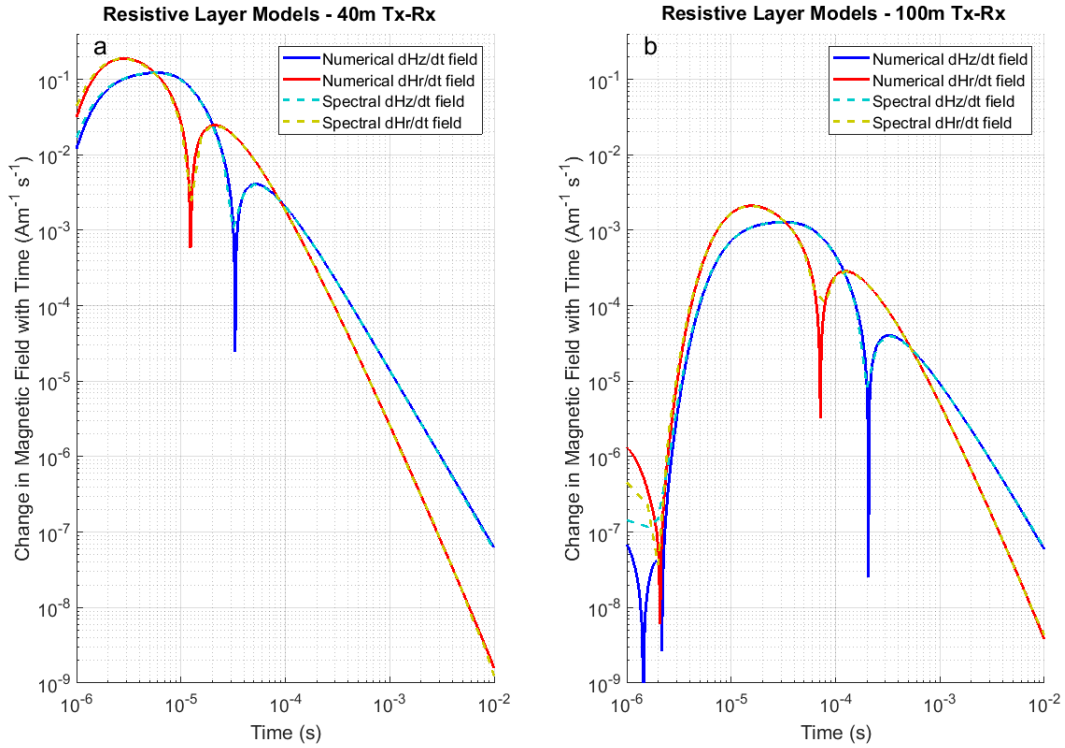 Resistive Layer Models - 40m Tx-Rx
a
Numerical dHz/dt field
Numerical dHr/dt field
Spectral dHz/dt field
Spectral dHr/dt field
Change in Magnetic Field with Time (Am⁻¹ s⁻¹)
10⁻¹
10⁻²
10⁻³
10⁻⁴
10⁻⁵
10⁻⁶
10⁻⁷
10⁻⁸
10⁻⁹
10⁻⁶ 10⁻⁵ 10⁻⁴ 10⁻³ 10⁻²
Time (s)
Resistive Layer Models - 100m Tx-Rx
b
Numerical dHz/dt field
Numerical dHr/dt field
Spectral dHz/dt field
Spectral dHr/dt field
Change in Magnetic Field with Time (Am⁻¹ s⁻¹)
10⁻¹
10⁻²
10⁻³
10⁻⁴
10⁻⁵
10⁻⁶
10⁻⁷
10⁻⁸
10⁻⁹
10⁻⁶ 10⁻⁵ 10⁻⁴ 10⁻³ 10⁻²
Time (s)